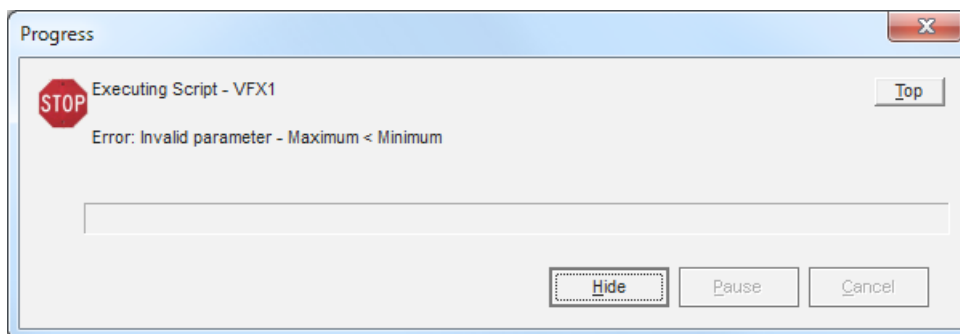 Progress
STOP
Executing Script - VFX1
Top
Error: Invalid parameter - Maximum < Minimum
Hide
Pause
Cancel